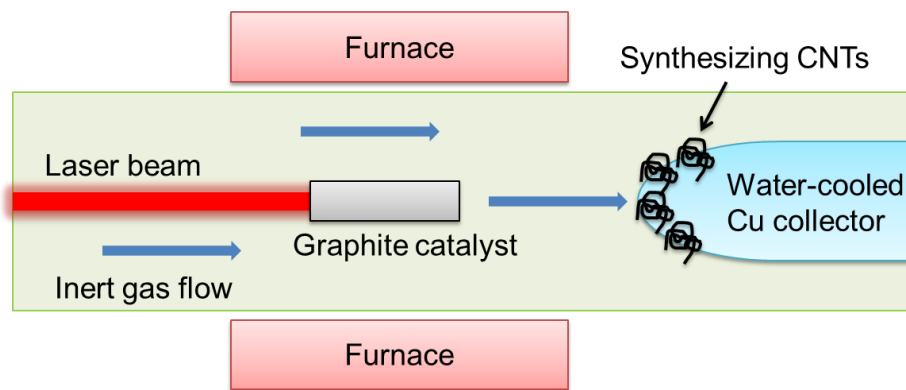 Furnace
Synthesizing CNTs
Laser beam
Water-cooled
Cu collector
Graphite catalyst
Inert gas flow
Furnace